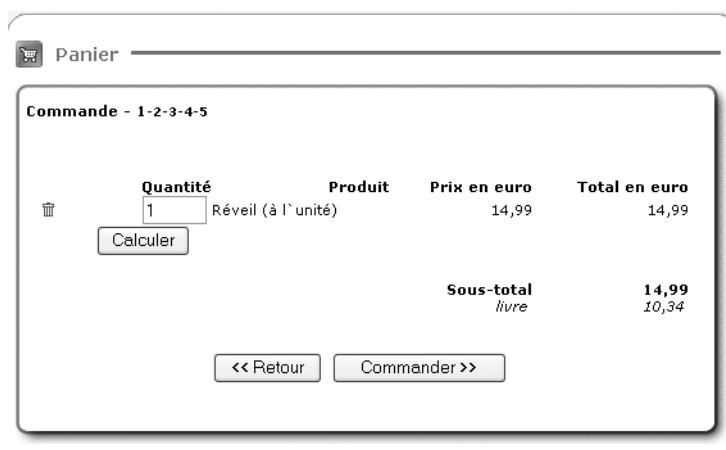 Panier
Commande - 1-2-3-4-5
Quantité Produit Prix en euro Total en euro
1 Réveil (à l`unité) 14,99 14,99
Calculer
Sous-total 14,99
livre 10,34
<< Retour Commander >>